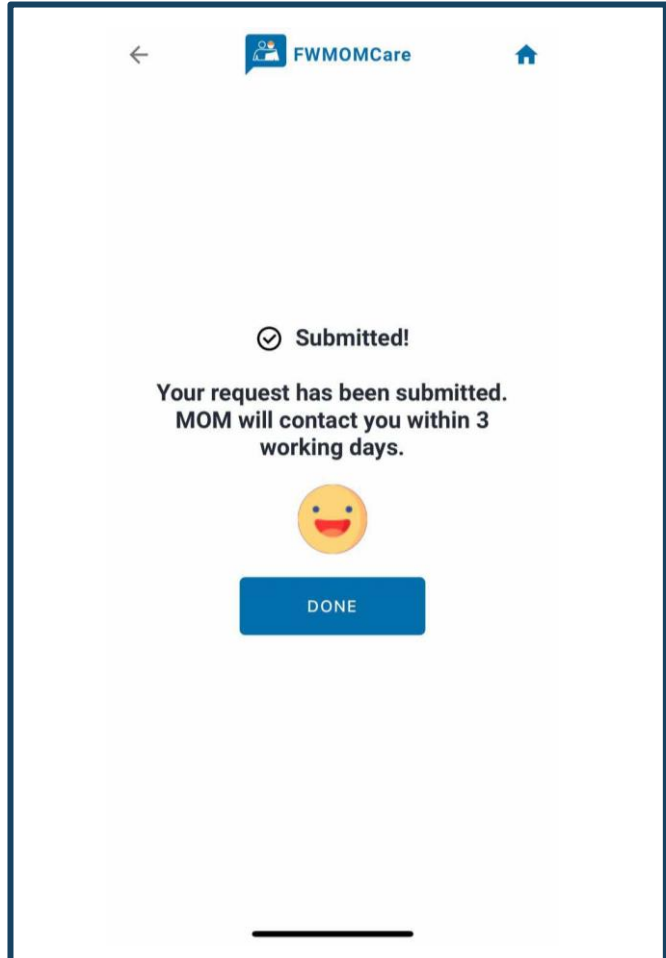 FWMOMCare
Submitted!
Your request has been submitted.
MOM will contact you within 3
working days.
DONE